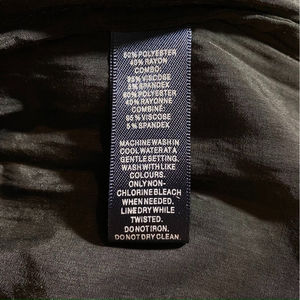 60% POLYESTER
40% RAYON
COMBO:
95% VISCOSE
5% SPANDEX
60% POLYESTER
40% RAYONNE
COMBINÉ:
95% VISCOSE
5% SPANDEX
MACHINE WASH IN
COOL WATER AT A
GENTLE SETTING.
WASH WITH LIKE
COLOURS.
ONLY NON-
CHLORINE BLEACH
WHEN NEEDED.
LINE DRY WHILE
TWISTED.
DO NOT IRON.
DO NOT DRY CLEAN.